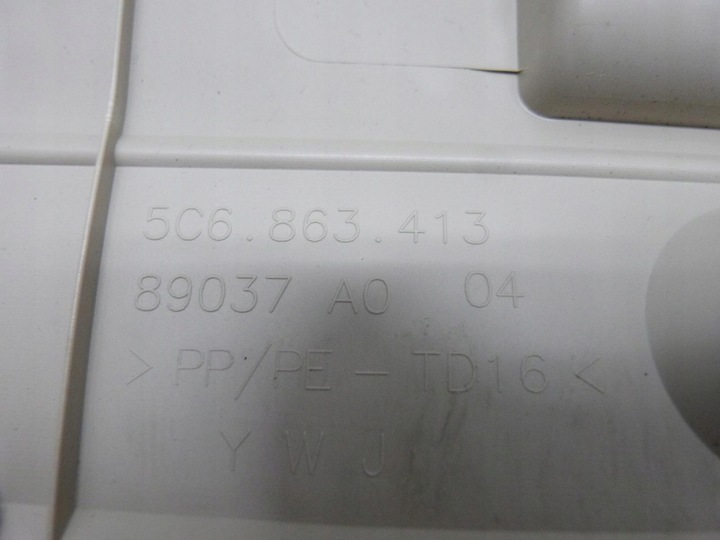 5C6.863.413
89037 A0 04
> PP/PE - TD16 <
Y W J